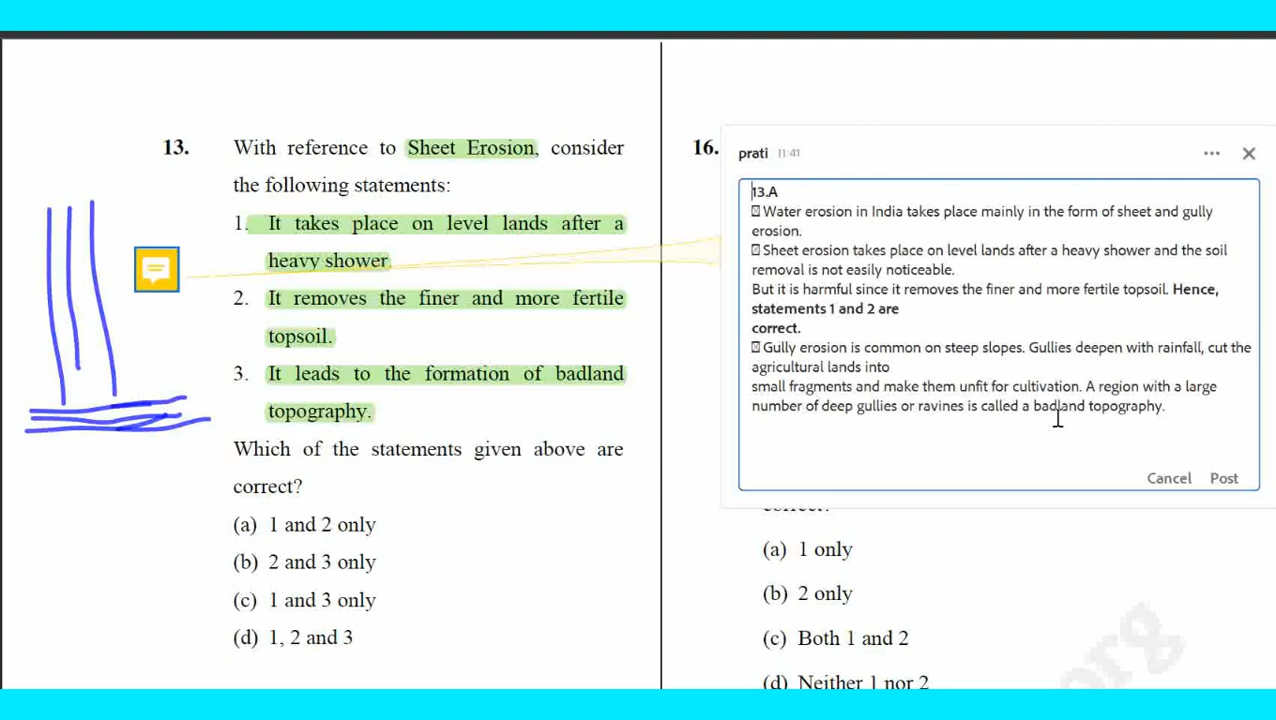 13. With reference to Sheet Erosion, consider
the following statements:
1. It takes place on level lands after a
heavy shower
2. It removes the finer and more fertile
topsoil.
3. It leads to the formation of badland
topography.
Which of the statements given above are
correct?
(a) 1 and 2 only
(b) 2 and 3 only
(c) 1 and 3 only
(d) 1, 2 and 3
16.
prati 11:41
13.A
Water erosion in India takes place mainly in the form of sheet and gully
erosion.
Sheet erosion takes place on level lands after a heavy shower and the soil
removal is not easily noticeable.
But it is harmful since it removes the finer and more fertile topsoil. Hence,
statements 1 and 2 are
correct.
Gully erosion is common on steep slopes. Gullies deepen with rainfall, cut the
agricultural lands into
small fragments and make them unfit for cultivation. A region with a large
number of deep gullies or ravines is called a badland topography.
Cancel Post
correct?
(a) 1 only
(b) 2 only
(c) Both 1 and 2
(d) Neither 1 nor 2
org